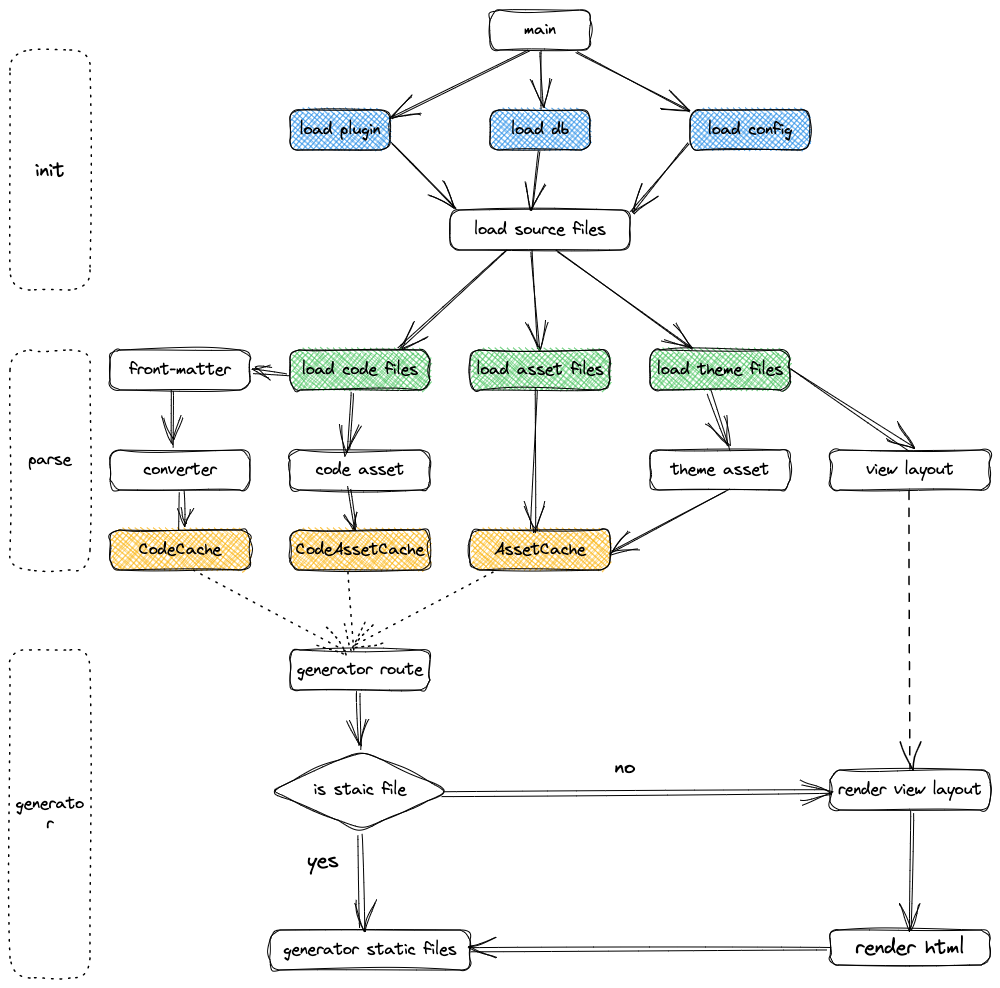 main
load plugin
load db
load config
init
load source files
front-matter
load code files
load asset files
load theme files
parse
converter
code asset
theme asset
view layout
CodeCache
CodeAssetCache
AssetCache
generator route
no
is staic file
render view layout
generato
r
yes
generator static files
render html